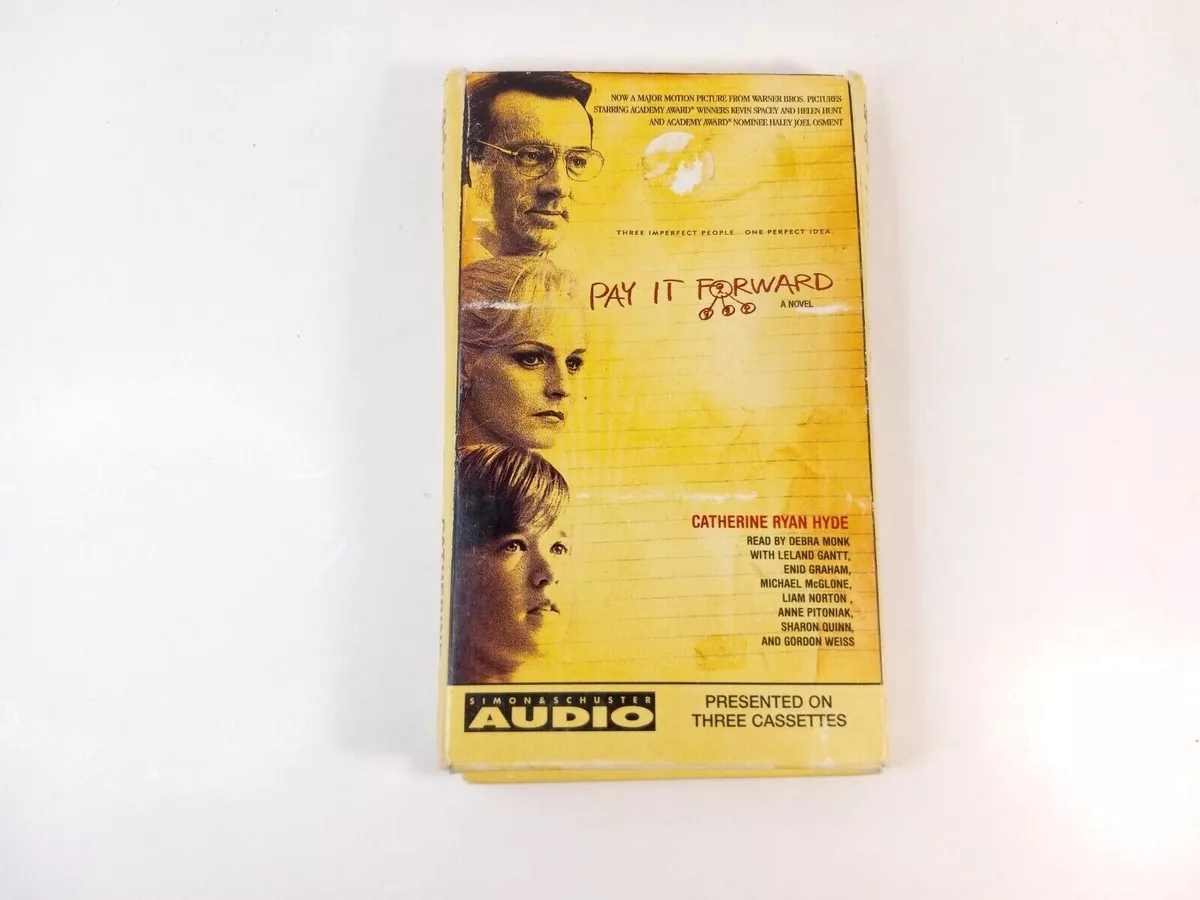 NOW A MAJOR MOTION PICTURE FROM WARNER BROS. PICTURES
STARRING ACADEMY AWARD® WINNERS KEVIN SPACEY AND HELEN HUNT
AND ACADEMY AWARD® NOMINEE HALEY JOEL OSMENT
THREE IMPERFECT PEOPLE. ONE PERFECT IDEA.
PAY IT FORWARD
A NOVEL
CATHERINE RYAN HYDE
READ BY DEBRA MONK
WITH LELAND GANTT,
ENID GRAHAM,
MICHAEL McGLONE,
LIAM NORTON,
ANNE PITONIAK,
SHARON QUINN,
AND GORDON WEISS
SIMON & SCHUSTER
AUDIO
PRESENTED ON
THREE CASSETTES